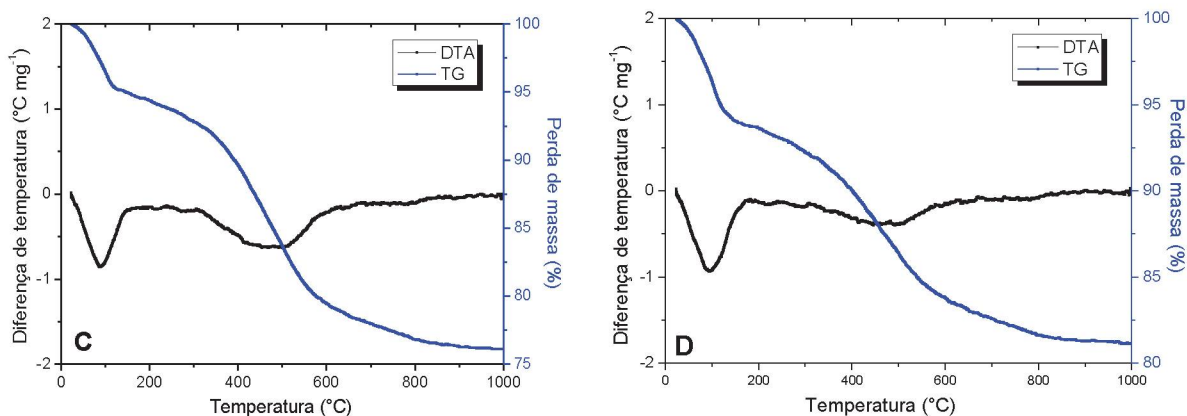 2
1
0
-1
-2
Diferença de temperatura (°C mg⁻¹)
DTA
TG
100
95
90
85
80
75
Perda de massa (%)
C
0
200
400
600
800
1000
Temperatura (°C)
2
1
0
-1
-2
Diferença de temperatura (°C mg⁻¹)
DTA
TG
100
95
90
85
80
Perda de massa (%)
D
0
200
400
600
800
1000
Temperatura (°C)